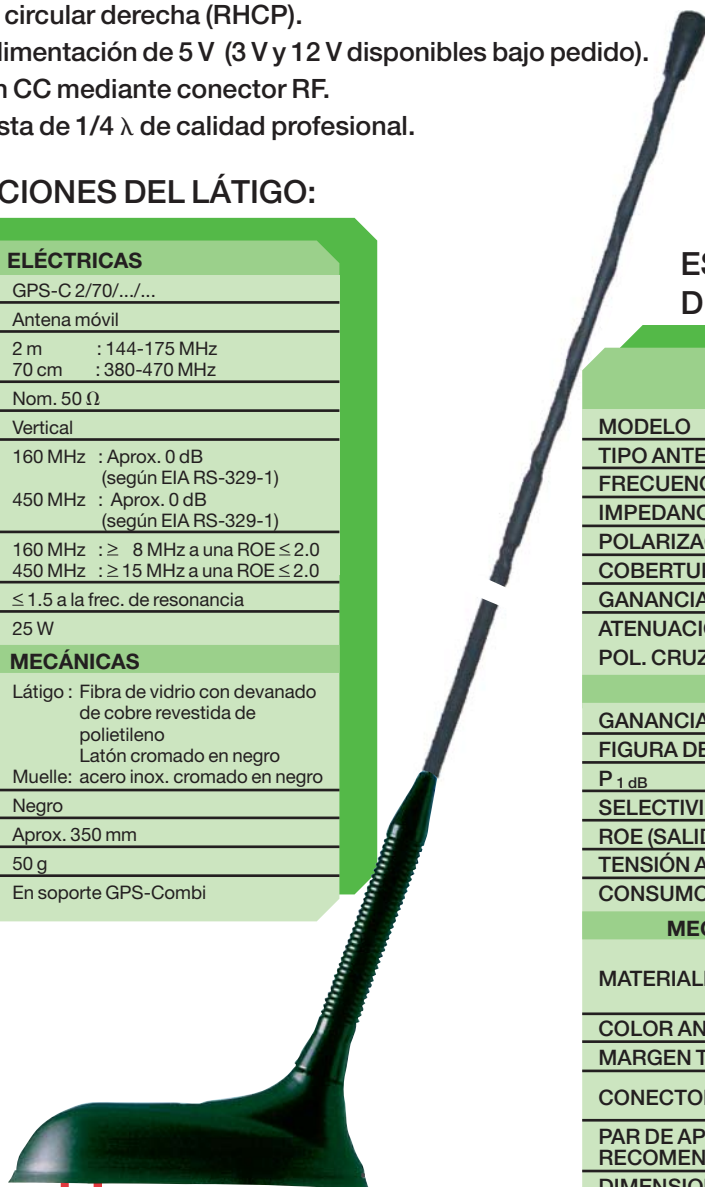 circular derecha (RHCP).
limentación de 5 V (3 V y 12 V disponibles bajo pedido).
n CC mediante conector RF.
sta de 1/4 λ de calidad profesional.
CIONES DEL LÁTIGO:
ELÉCTRICAS
GPS-C 2/70/.../...
Antena móvil
2 m : 144-175 MHz
70 cm : 380-470 MHz
Nom. 50 Ω
Vertical
160 MHz : Aprox. 0 dB
(según EIA RS-329-1)
450 MHz : Aprox. 0 dB
(según EIA RS-329-1)
160 MHz : ≥ 8 MHz a una ROE ≤ 2.0
450 MHz : ≥ 15 MHz a una ROE ≤ 2.0
≤ 1.5 a la frec. de resonancia
25 W
MECÁNICAS
Látigo : Fibra de vidrio con devanado
de cobre revestida de
polietileno
Latón cromado en negro
Muelle: acero inox. cromado en negro
Negro
Aprox. 350 mm
50 g
En soporte GPS-Combi
ES
D
MODELO
TIPO ANTE
FRECUENC
IMPEDANC
POLARIZA
COBERTU
GANANCIA
ATENUACI
POL. CRUZ
GANANCIA
FIGURA DE
P 1 dB
SELECTIVI
ROE (SALID
TENSIÓN A
CONSUMO
MEC
MATERIAL
COLOR AN
MARGEN T
CONECTO
PAR DE AP
RECOMEN
DIMENSION